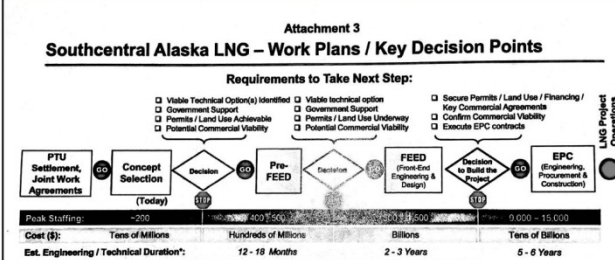 Attachment 3
Southcentral Alaska LNG – Work Plans / Key Decision Points
Requirements to Take Next Step:
❑ Viable Technical Option(s) Identified
❑ Government Support
❑ Permits / Land Use Achievable
❑ Potential Commercial Viability
❑ Viable technical option
❑ Government Support
❑ Permits / Land Use Underway
❑ Potential Commercial Viability
❑ Secure Permits / Land Use / Financing /
Key Commercial Agreements
❑ Confirm Commercial Viability
❑ Execute EPC contracts
PTU
Settlement,
Joint Work
Agreements
GO
Concept
Selection
(Today)
Decision
STOP
GO
Pre-
FEED
Decision
STOP
GO
FEED
(Front-End
Engineering &
Design)
Decision
to Build the
Project
STOP
GO
EPC
(Engineering,
Procurement &
Construction)
LNG Project
Operations
Peak Staffing: ~200 400 500 500 9,000 – 15,000
Cost ($): Tens of Millions Hundreds of Millions Billions Tens of Billions
Est. Engineering / Technical Duration*: 12 - 18 Months 2 - 3 Years 5 - 6 Years